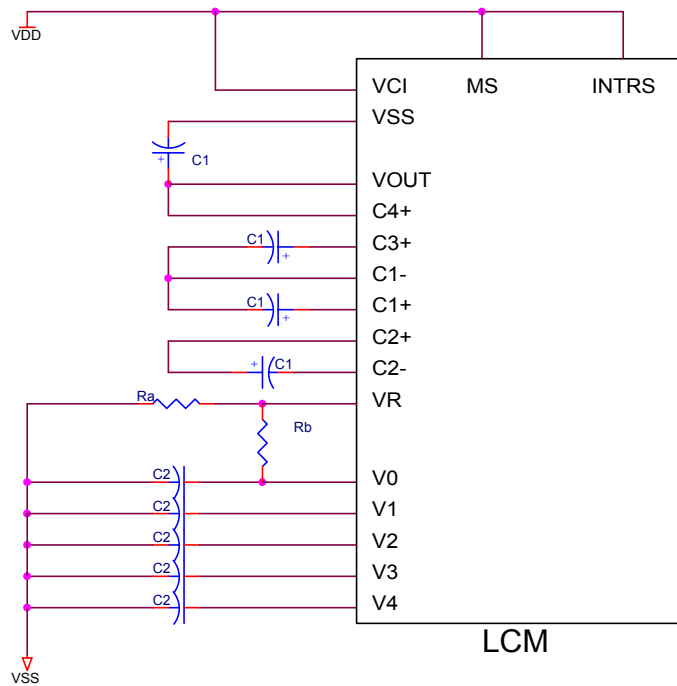 VDD
VCI MS INTRS
VSS
+ C1
VOUT
C4+
C1 + C3+
C1-
C1 + C1+
C2+
+ C1 C2-
Ra VR
Rb
C2 V0
C2 V1
C2 V2
C2 V3
C2 V4
LCM
VSS